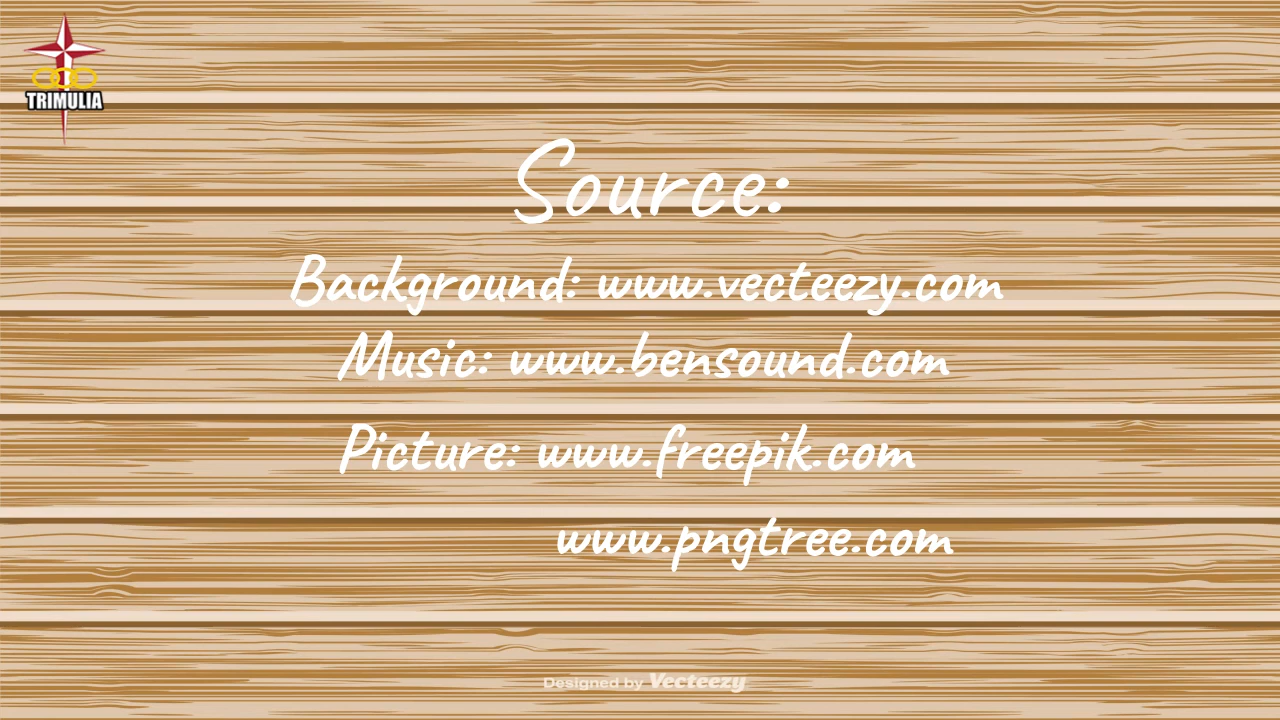 TRIMULIA
Source:
Background: www.vecteezy.com
Music: www.bensound.com
Picture: www.freepik.com
www.pngtree.com
Designed by Vecteezy